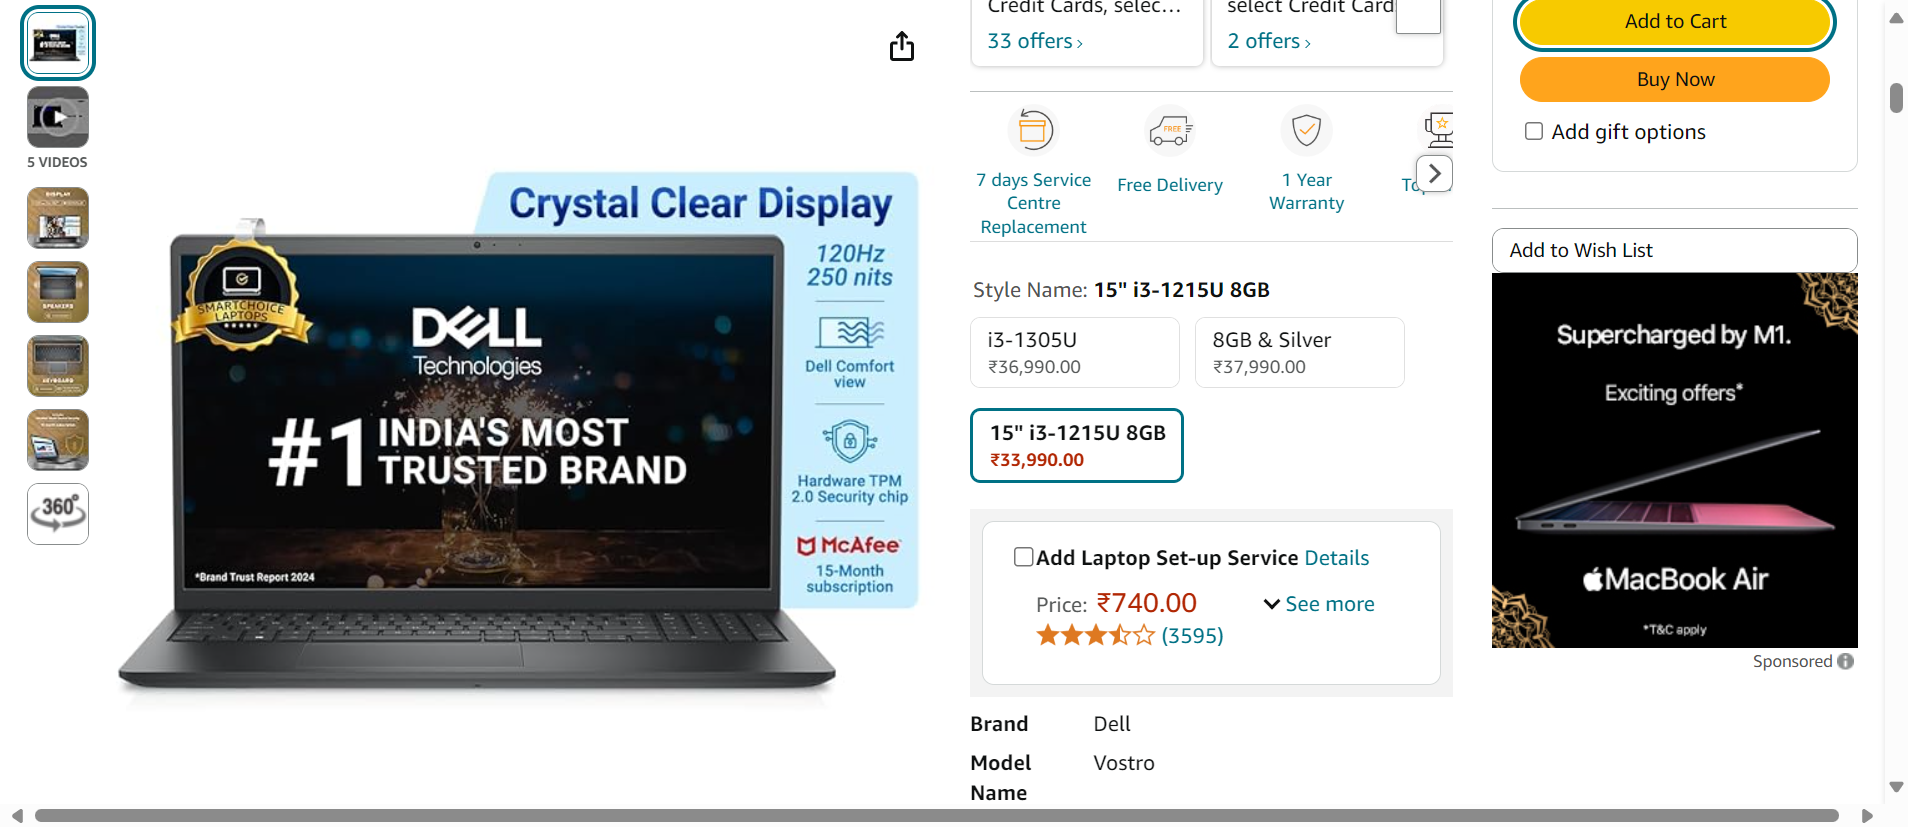 5 VIDEOS
360°
Crystal Clear Display
120Hz
250 nits
Dell Comfort
view
Hardware TPM
2.0 Security chip
McAfee
15-Month
subscription
SMARTCHOICE
LAPTOPS
DELL
Technologies
#1 INDIA'S MOST
TRUSTED BRAND
*Brand Trust Report 2024
Credit Cards, selec...
33 offers ›
select Credit Card
2 offers ›
7 days Service
Centre
Replacement
FREE
Free Delivery
1 Year
Warranty
Style Name: 15" i3-1215U 8GB
i3-1305U
₹36,990.00
8GB & Silver
₹37,990.00
15" i3-1215U 8GB
₹33,990.00
Add Laptop Set-up Service Details
Price: ₹740.00
See more
(3595)
Brand Dell
Model Vostro
Name
Add to Cart
Buy Now
Add gift options
Add to Wish List
Supercharged by M1.
Exciting offers*
MacBook Air
*T&C apply
Sponsored